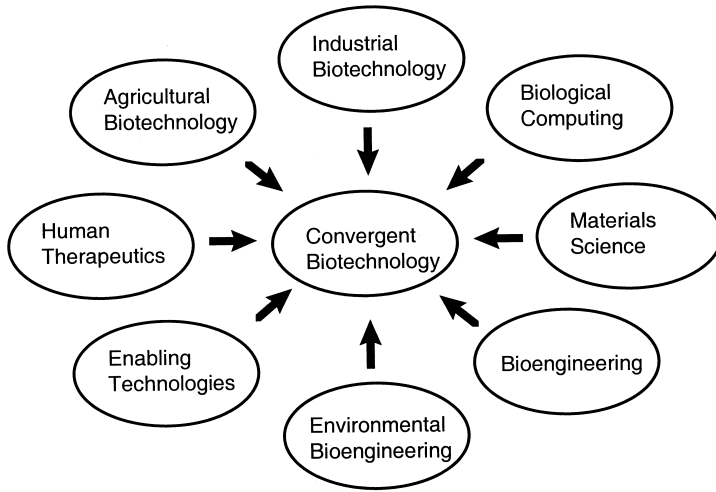 Industrial
Biotechnology
Agricultural
Biotechnology
Biological
Computing
Human
Therapeutics
Convergent
Biotechnology
Materials
Science
Enabling
Technologies
Bioengineering
Environmental
Bioengineering